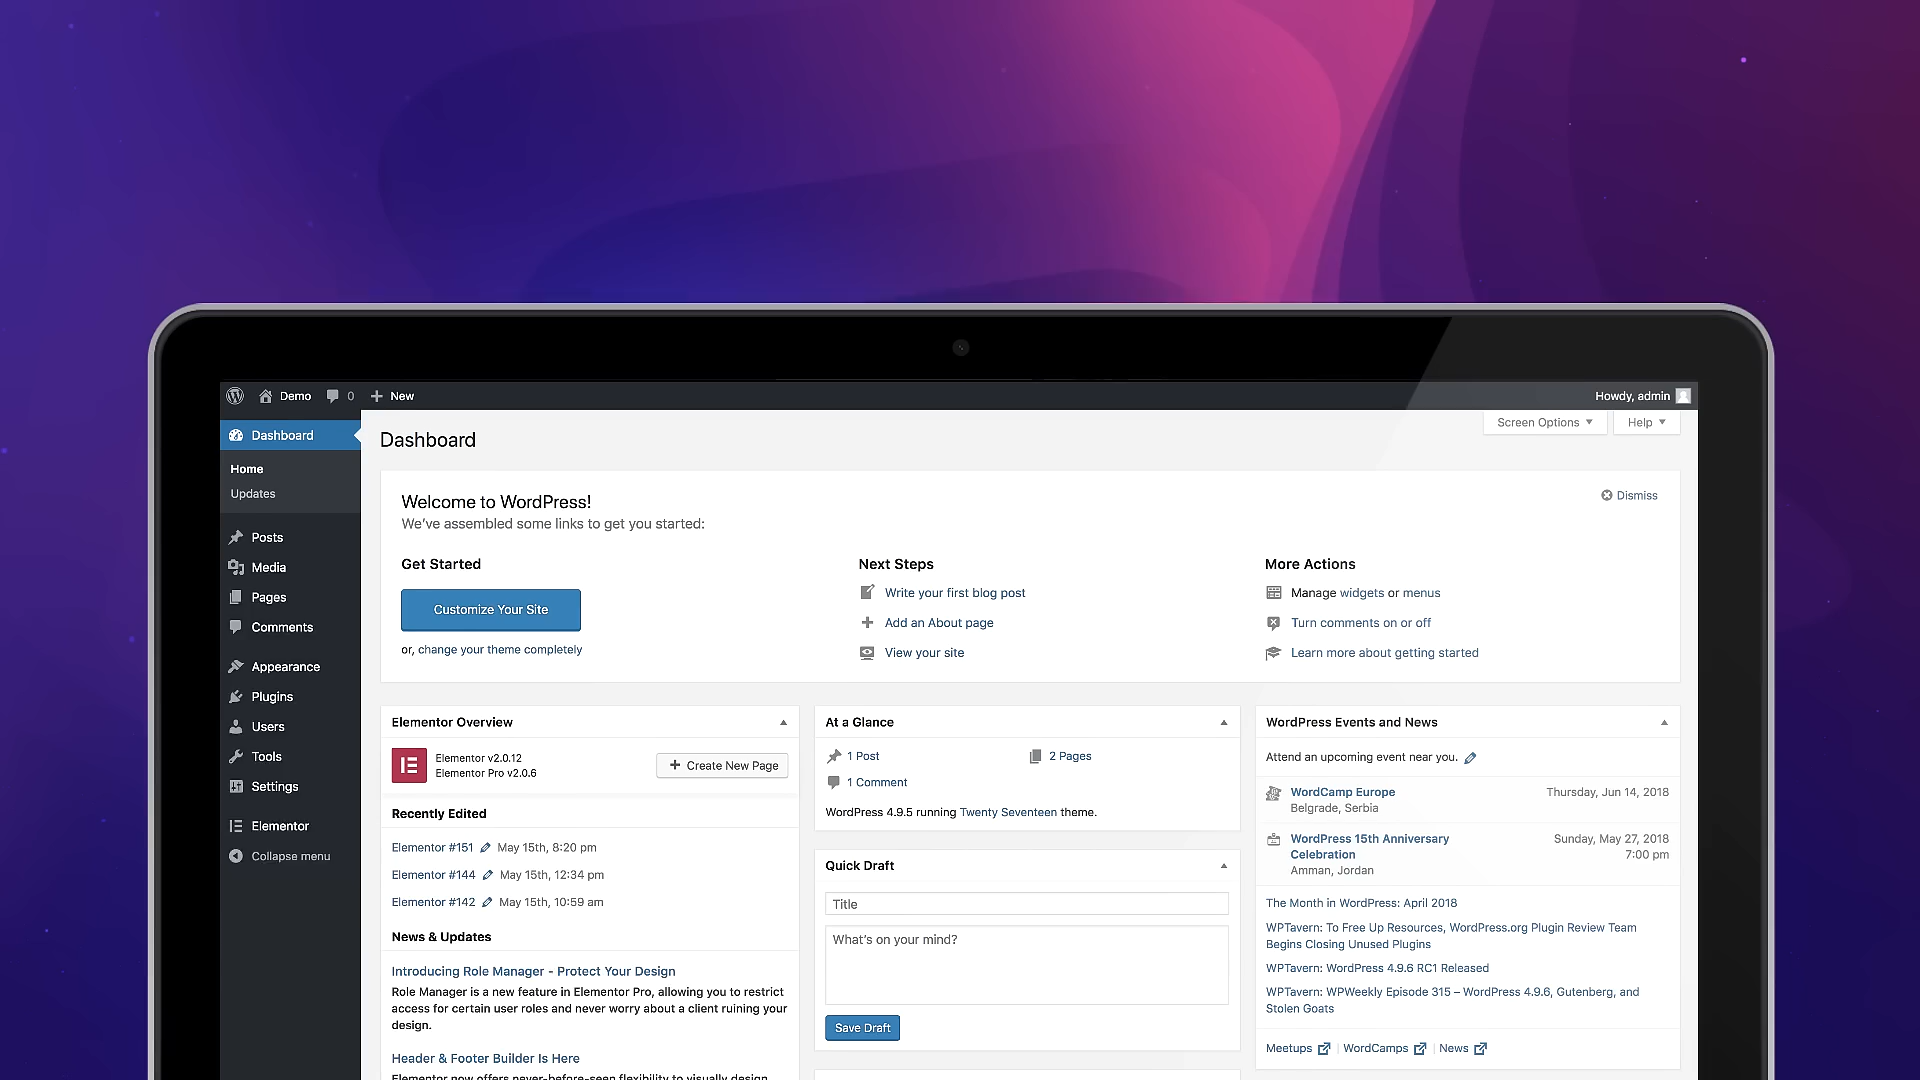 Demo 0 New
Howdy, admin
Dashboard
Home
Updates
Posts
Media
Pages
Comments
Appearance
Plugins
Users
Tools
Settings
Elementor
Collapse menu
Dashboard
Screen Options Help
Welcome to WordPress!
We've assembled some links to get you started:
Dismiss
Get Started
Customize Your Site
or, change your theme completely
Next Steps
Write your first blog post
Add an About page
View your site
More Actions
Manage widgets or menus
Turn comments on or off
Learn more about getting started
Elementor Overview
Elementor v2.0.12
Elementor Pro v2.0.6
Create New Page
Recently Edited
Elementor #151 May 15th, 8:20 pm
Elementor #144 May 15th, 12:34 pm
Elementor #142 May 15th, 10:59 am
News & Updates
Introducing Role Manager - Protect Your Design
Role Manager is a new feature in Elementor Pro, allowing you to restrict
access for certain user roles and never worry about a client ruining your
design.
Header & Footer Builder Is Here
Elementor now offers never-before-seen flexibility to visually design
At a Glance
1 Post 2 Pages
1 Comment
WordPress 4.9.5 running Twenty Seventeen theme.
Quick Draft
Title
What's on your mind?
Save Draft
WordPress Events and News
Attend an upcoming event near you.
WordCamp Europe Thursday, Jun 14, 2018
Belgrade, Serbia
WordPress 15th Anniversary Sunday, May 27, 2018
Celebration 7:00 pm
Amman, Jordan
The Month in WordPress: April 2018
WPTavern: To Free Up Resources, WordPress.org Plugin Review Team
Begins Closing Unused Plugins
WPTavern: WordPress 4.9.6 RC1 Released
WPTavern: WPWeekly Episode 315 – WordPress 4.9.6, Gutenberg, and
Stolen Goats
Meetups WordCamps News